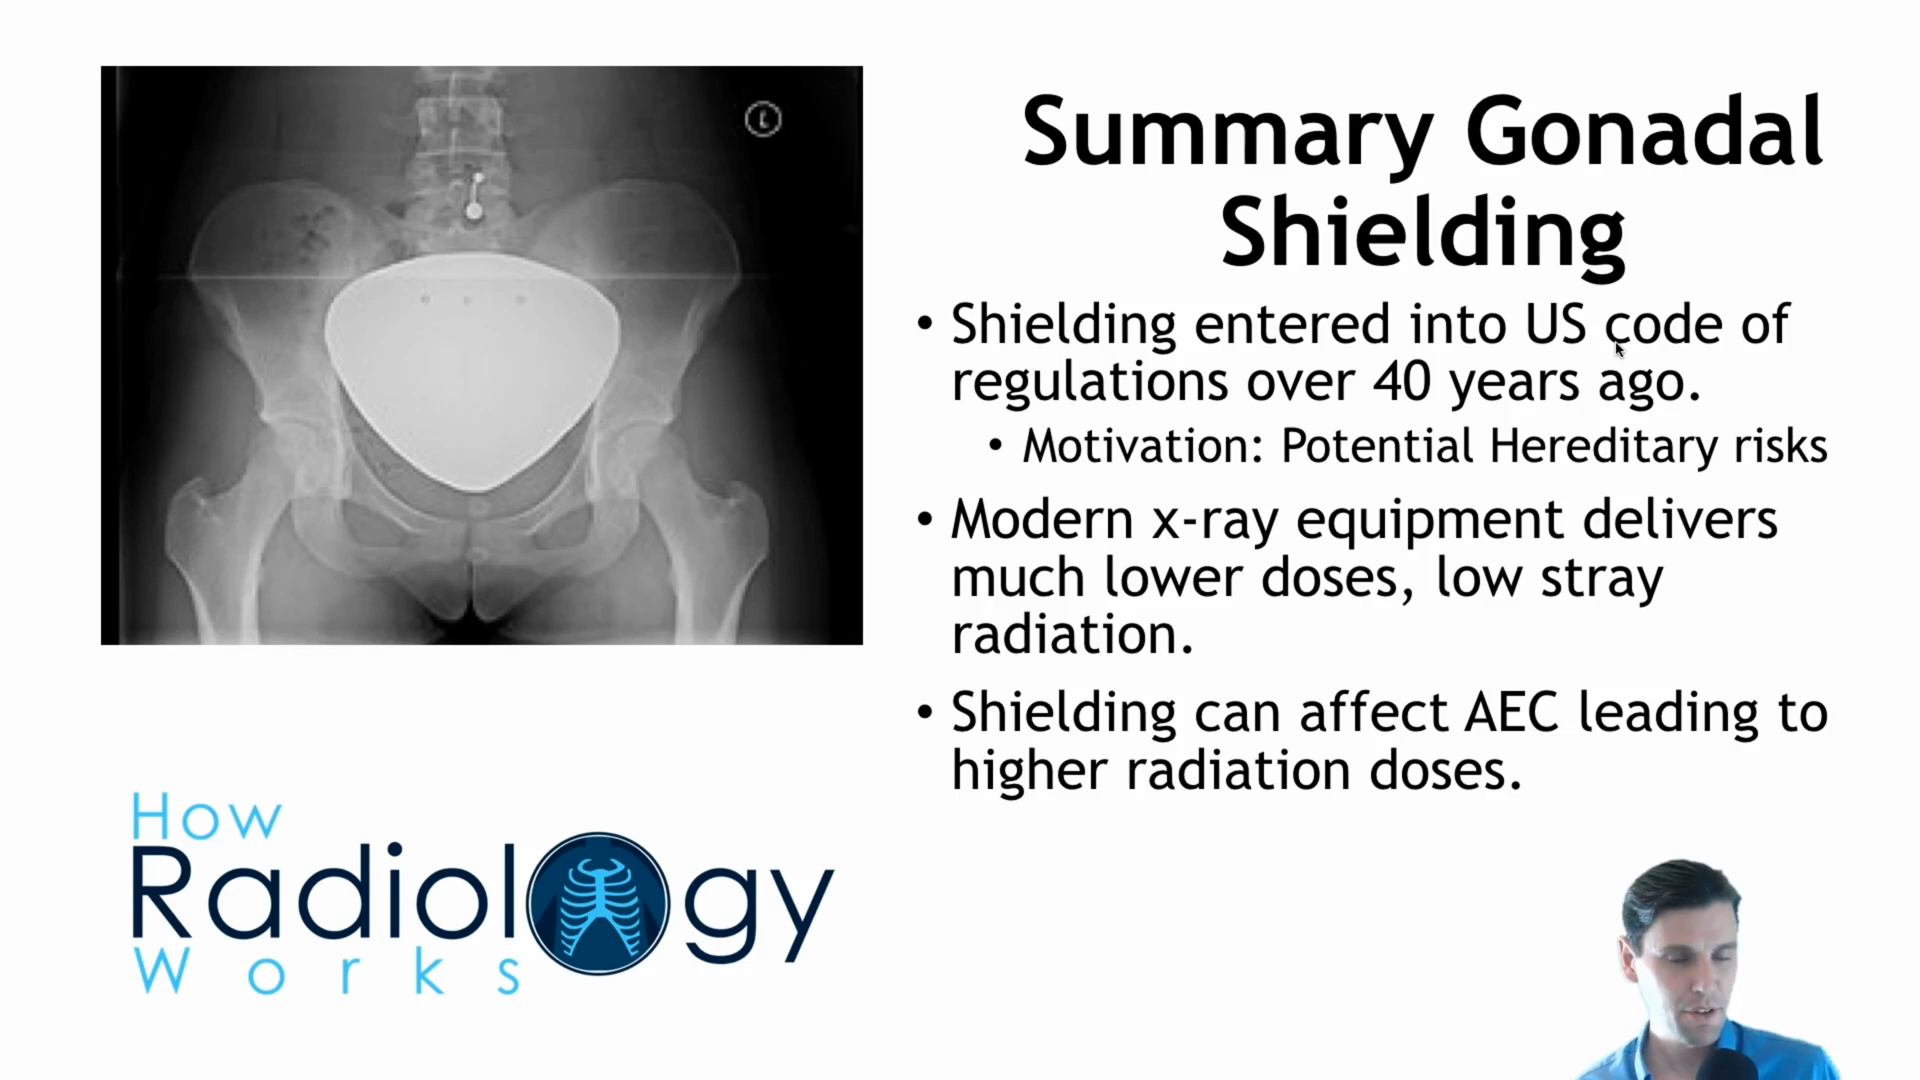 Summary Gonadal
Shielding
• Shielding entered into US code of
regulations over 40 years ago.
• Motivation: Potential Hereditary risks
• Modern x-ray equipment delivers
much lower doses, low stray
radiation.
• Shielding can affect AEC leading to
higher radiation doses.
How
Radiology
Works